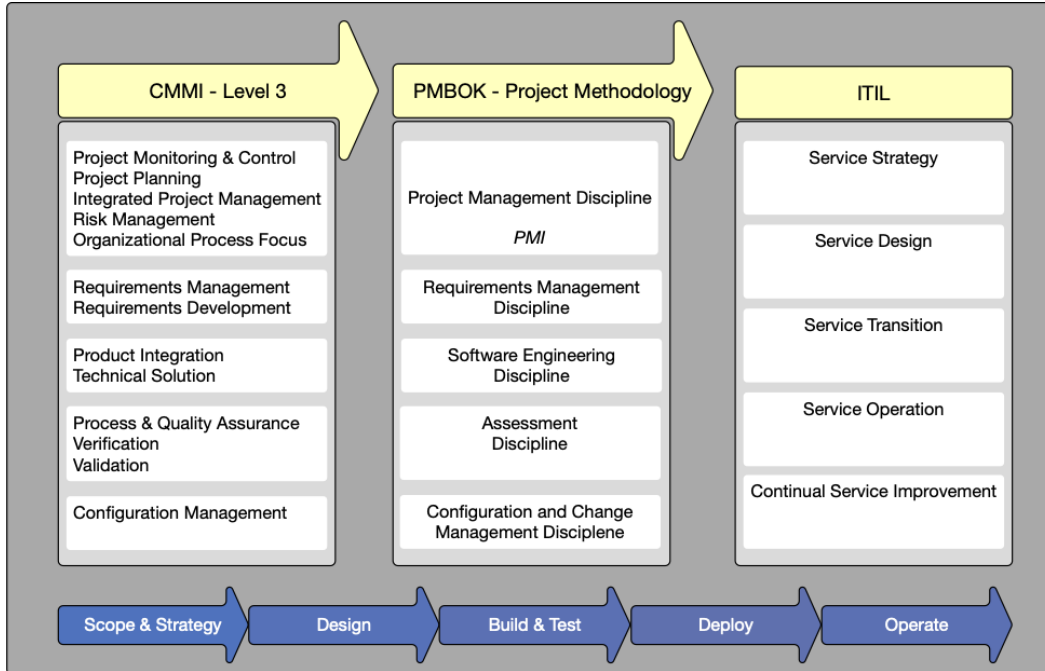 CMMI - Level 3
Project Monitoring & Control
Project Planning
Integrated Project Management
Risk Management
Organizational Process Focus
Requirements Management
Requirements Development
Product Integration
Technical Solution
Process & Quality Assurance
Verification
Validation
Configuration Management
PMBOK - Project Methodology
Project Management Discipline
PMI
Requirements Management
Discipline
Software Engineering
Discipline
Assessment
Discipline
Configuration and Change
Management Disciplene
ITIL
Service Strategy
Service Design
Service Transition
Service Operation
Continual Service Improvement
Scope & Strategy
Design
Build & Test
Deploy
Operate